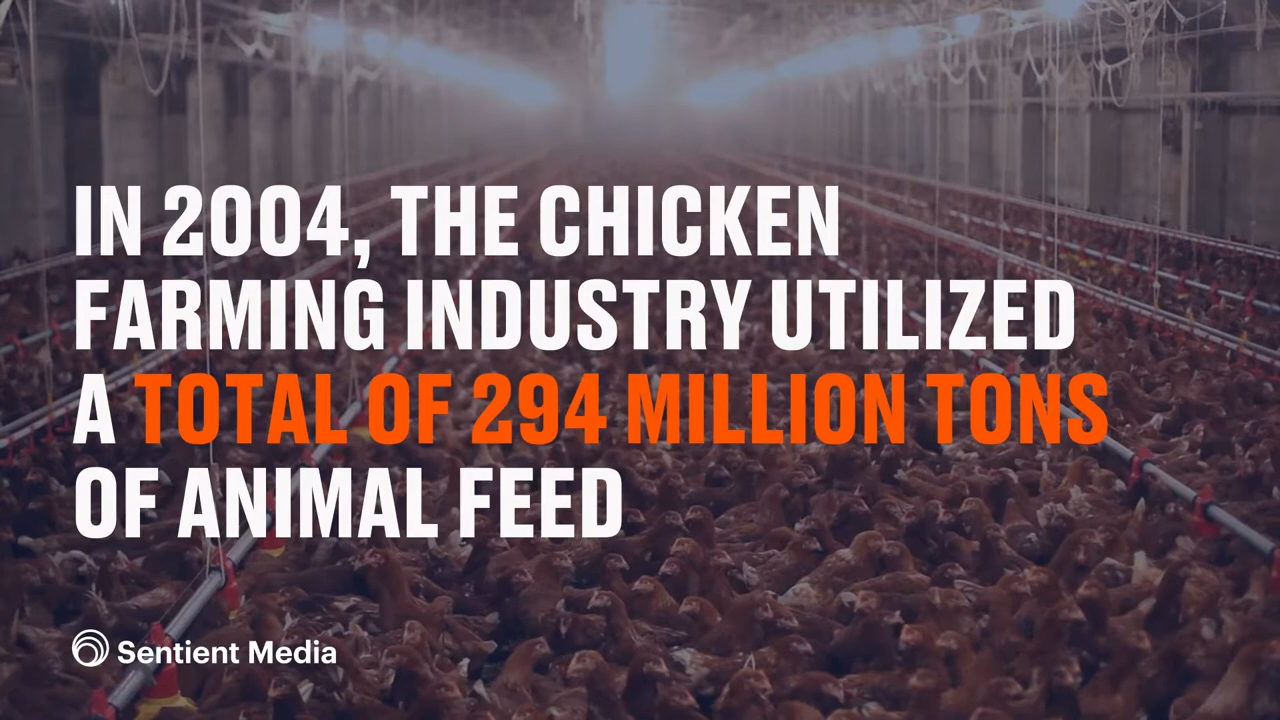 IN 2004, THE CHICKEN
FARMING INDUSTRY UTILIZED
A TOTAL OF 294 MILLION TONS
OF ANIMAL FEED
Sentient Media